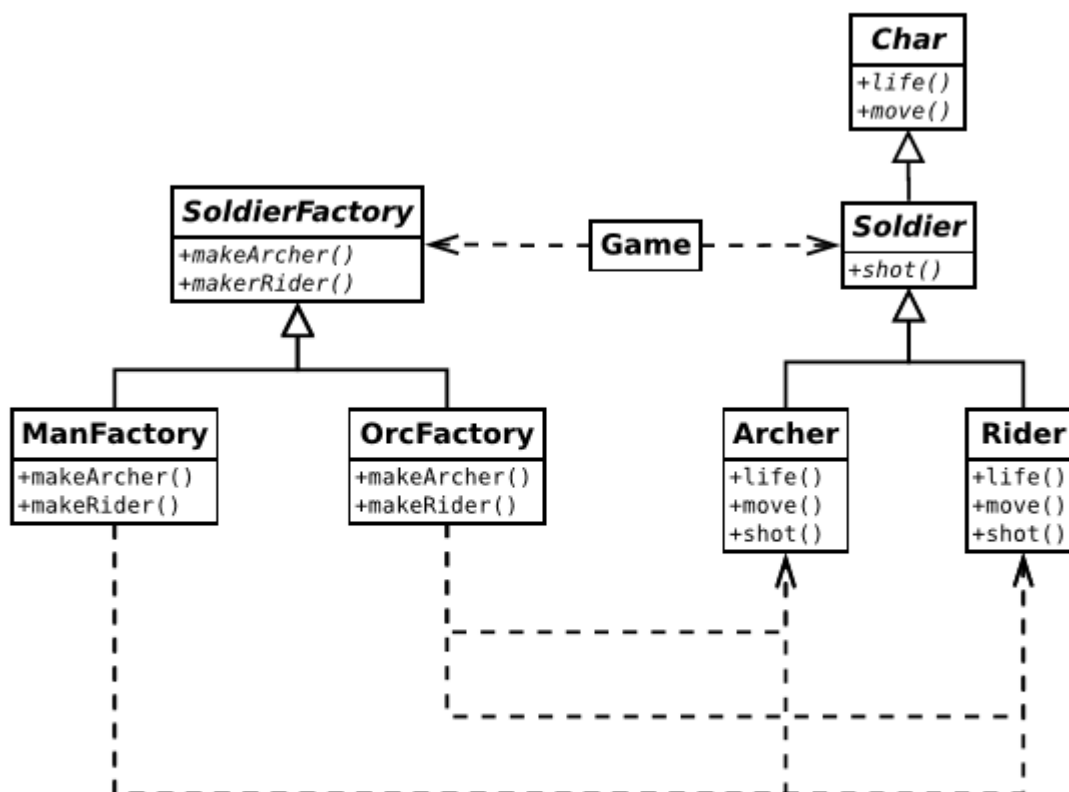 Char
+life()
+move()
SoldierFactory
+makeArcher()
+makerRider()
Game
Soldier
+shot()
ManFactory
+makeArcher()
+makeRider()
OrcFactory
+makeArcher()
+makeRider()
Archer
+life()
+move()
+shot()
Rider
+life()
+move()
+shot()